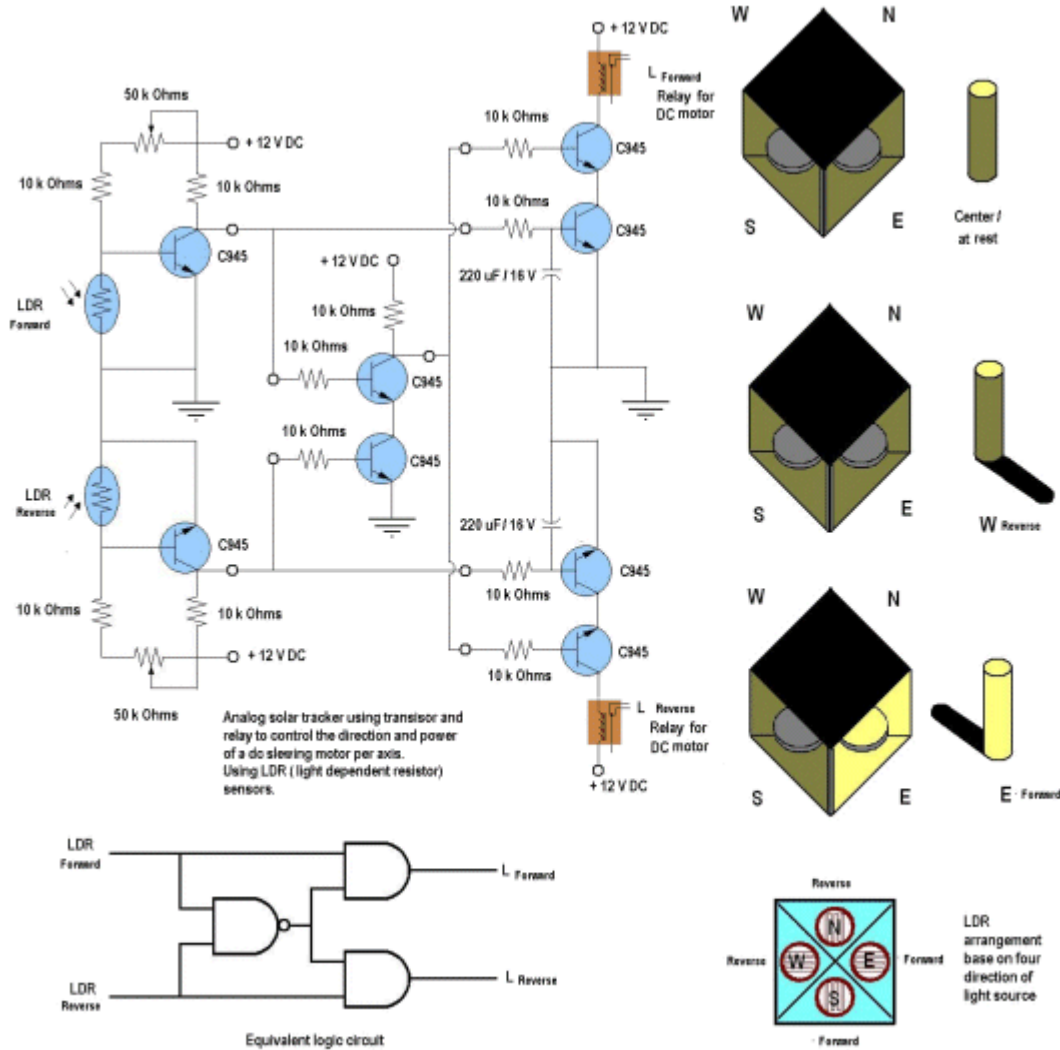 50 k Ohms
+ 12 V DC
10 k Ohms
10 k Ohms
C945
LDR
Forward
LDR
Reverse
C945
10 k Ohms
10 k Ohms
+ 12 V DC
50 k Ohms
+ 12 V DC
10 k Ohms
10 k Ohms
C945
10 k Ohms
C945
+ 12 V DC
L Forward
Relay for
DC motor
10 k Ohms
C945
10 k Ohms
C945
220 uF / 16 V
220 uF / 16 V
C945
10 k Ohms
C945
10 k Ohms
L Reverse
Relay for
DC motor
+ 12 V DC
Analog solar tracker using transisor and
relay to control the direction and power
of a dc slewing motor per axis.
Using LDR ( light dependent resistor)
sensors.
W N
S E
Center /
at rest
W N
S E
W Reverse
W N
S E
E - Forward
LDR
Forward
LDR
Reverse
L Forward
L Reverse
Equivalent logic circuit
Reverse
N
Reverse W E - Forward
S
- Forward
LDR
arrangement
base on four
direction of
light source